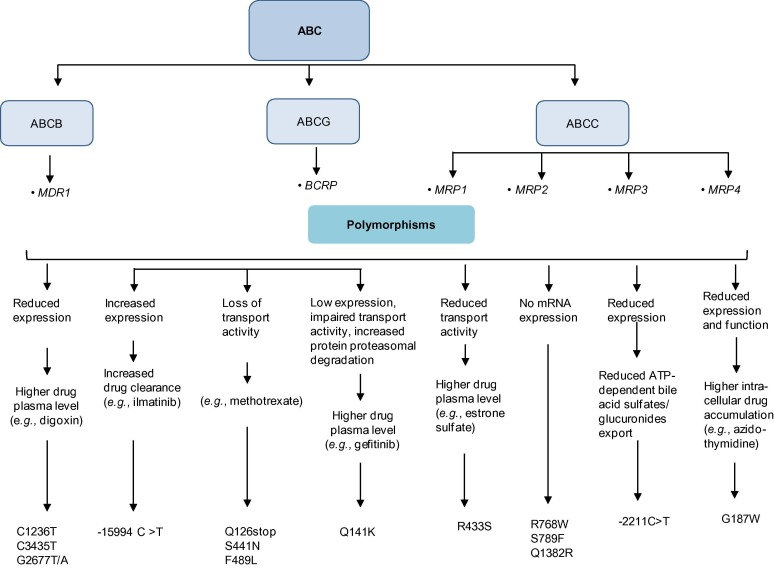 ABC
ABCB
ABCG
ABCC
• MDR1
• BCRP
• MRP1
• MRP2
• MRP3
• MRP4
Polymorphisms
Reduced
expression
Higher drug
plasma level
(e.g., digoxin)
C1236T
C3435T
G2677T/A
Increased
expression
Increased
drug clearance
(e.g., ilmatinib)
-15994 C >T
Loss of
transport
activity
(e.g., methotrexate)
Q126stop
S441N
F489L
Low expression,
impaired transport
activity, increased
protein proteasomal
degradation
Higher drug
plasma level
(e.g., gefitinib)
Q141K
Reduced
transport
activity
Higher drug
plasma level
(e.g., estrone
sulfate)
R433S
No mRNA
expression
R768W
S789F
Q1382R
Reduced
expression
Reduced ATP-
dependent bile
acid sulfates/
glucuronides
export
-2211C>T
Reduced
expression
and function
Higher intra-
cellular drug
accumulation
(e.g., azido-
thymidine)
G187W